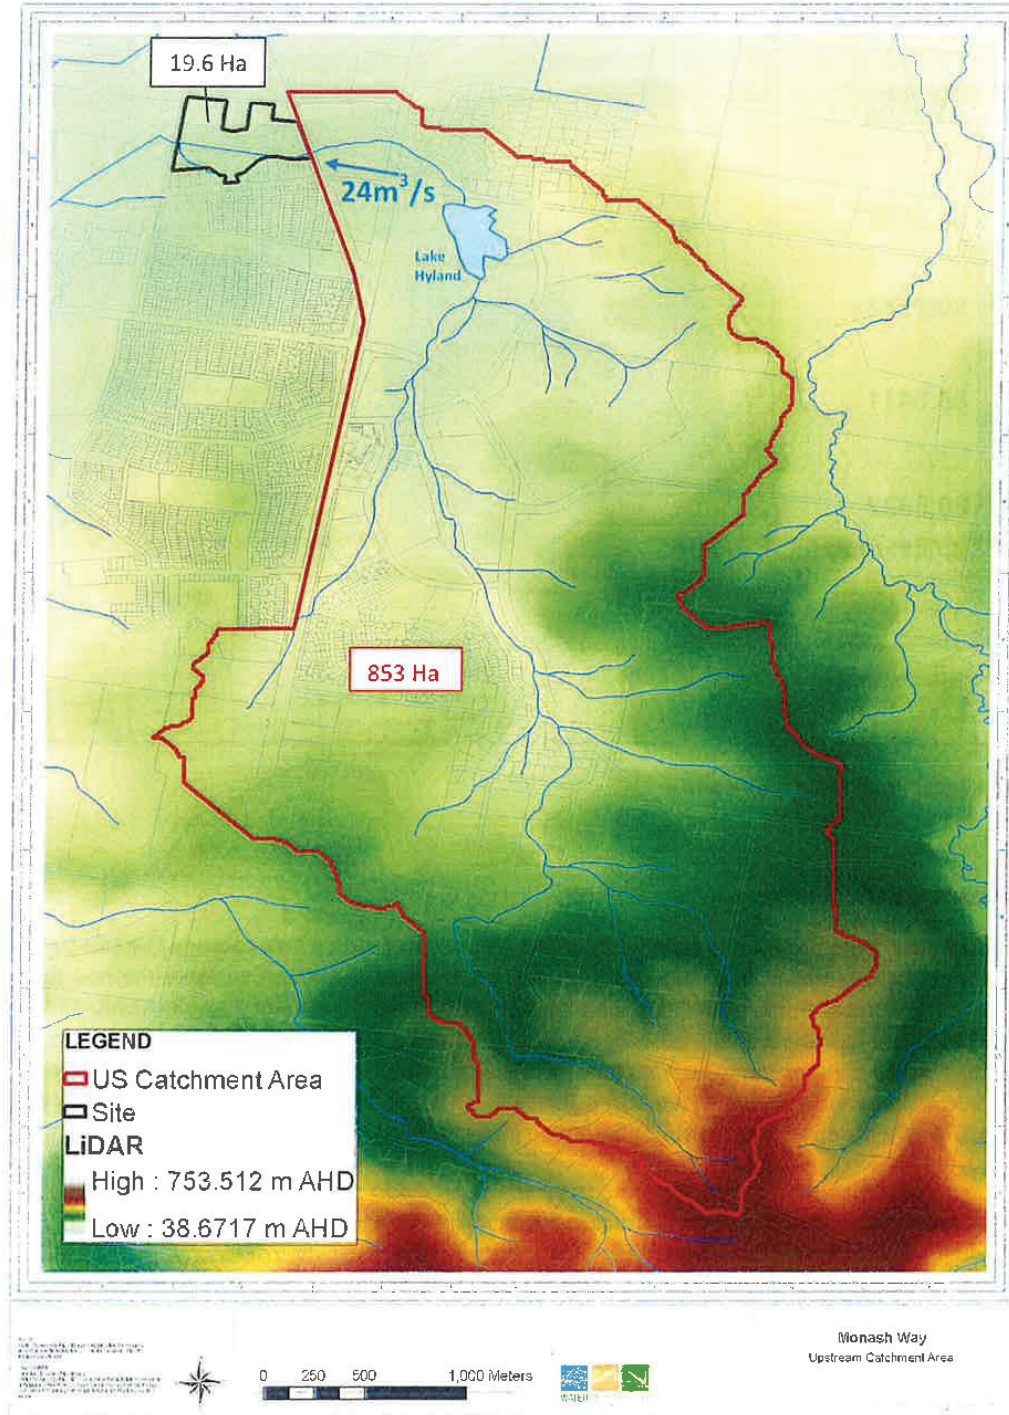 19.6 Ha
24m³/s
Lake
Hyland
853 Ha
LEGEND
US Catchment Area
Site
LiDAR
High : 753.512 m AHD
Low : 38.6717 m AHD
0 250 500 1,000 Meters
WATER
Monash Way
Upstream Catchment Area